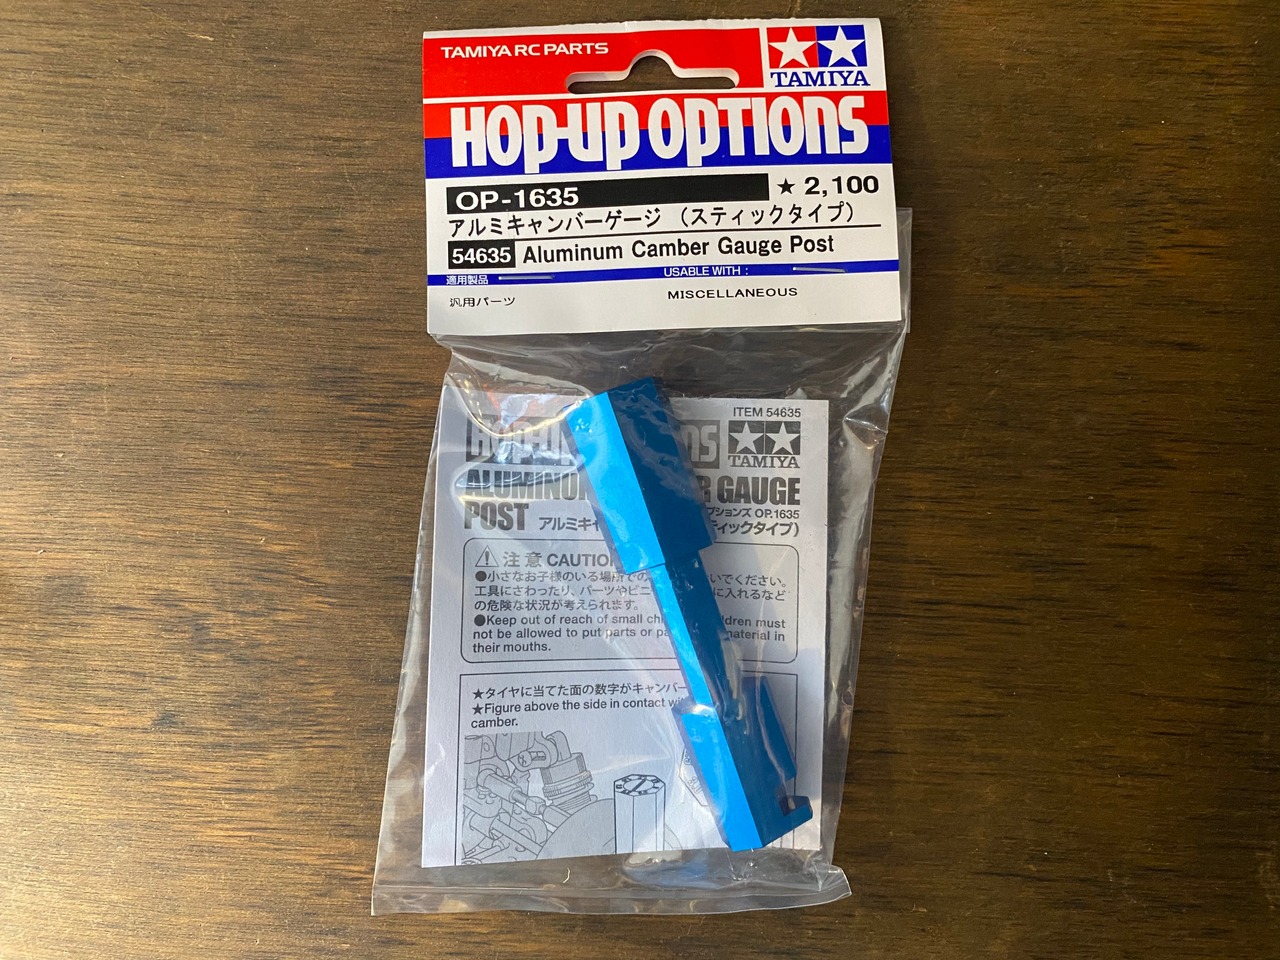 TAMIYA RC PARTS
TAMIYA
HOP-UP OPTIONS
OP-1635
★ 2,100
アルミキャンバーゲージ (スティックタイプ)
54635 Aluminum Camber Gauge Post
適用製品 USABLE WITH :
汎用パーツ MISCELLANEOUS
ITEM 54635
TAMIYA
GAUGE
POST アルミキ ティックタイプ)
OP.1635
注意 CAUTION
●小さなお子様のいる場所での いでください。
工具にさわったり、パーツやビニ に入れるなど
の危険な状況が考えられます。
●Keep out of reach of small must
not be allowed to put parts or material in
their mouths.
★タイヤに当てた面の数字がキャンバー
★Figure above the side in contact
camber.